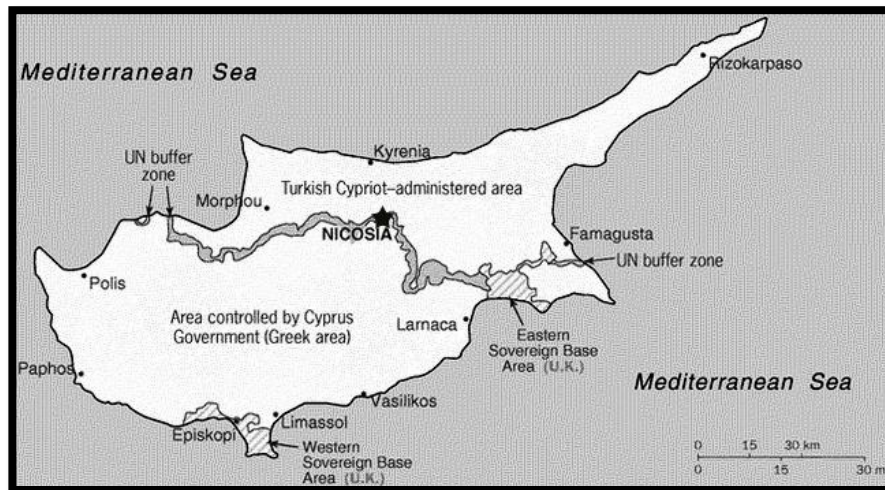 Rizokarpaso
Mediterranean Sea
Kyrenia
UN buffer
zone
Turkish Cypriot–administered area
Morphou
NICOSIA
Famagusta
UN buffer zone
Polis
Area controlled by Cyprus
Government (Greek area)
Larnaca
Eastern
Sovereign Base
Area (U.K.)
Paphos
Mediterranean Sea
Vasilikos
Limassol
Episkopi
Western
Sovereign Base
Area (U.K.)
0 15 30 km
0 15 30 m